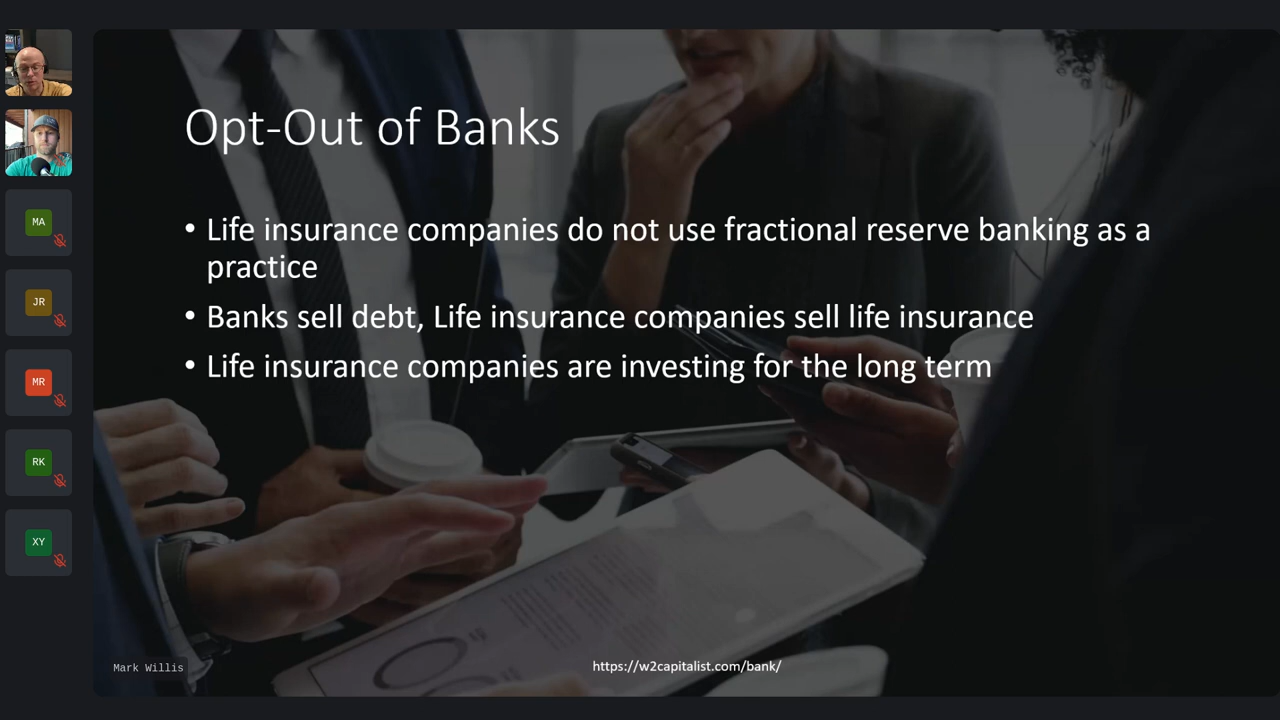 Opt-Out of Banks
• Life insurance companies do not use fractional reserve banking as a
practice
• Banks sell debt, Life insurance companies sell life insurance
• Life insurance companies are investing for the long term
MA
JR
MR
RK
XY
Mark Willis
https://w2capitalist.com/bank/